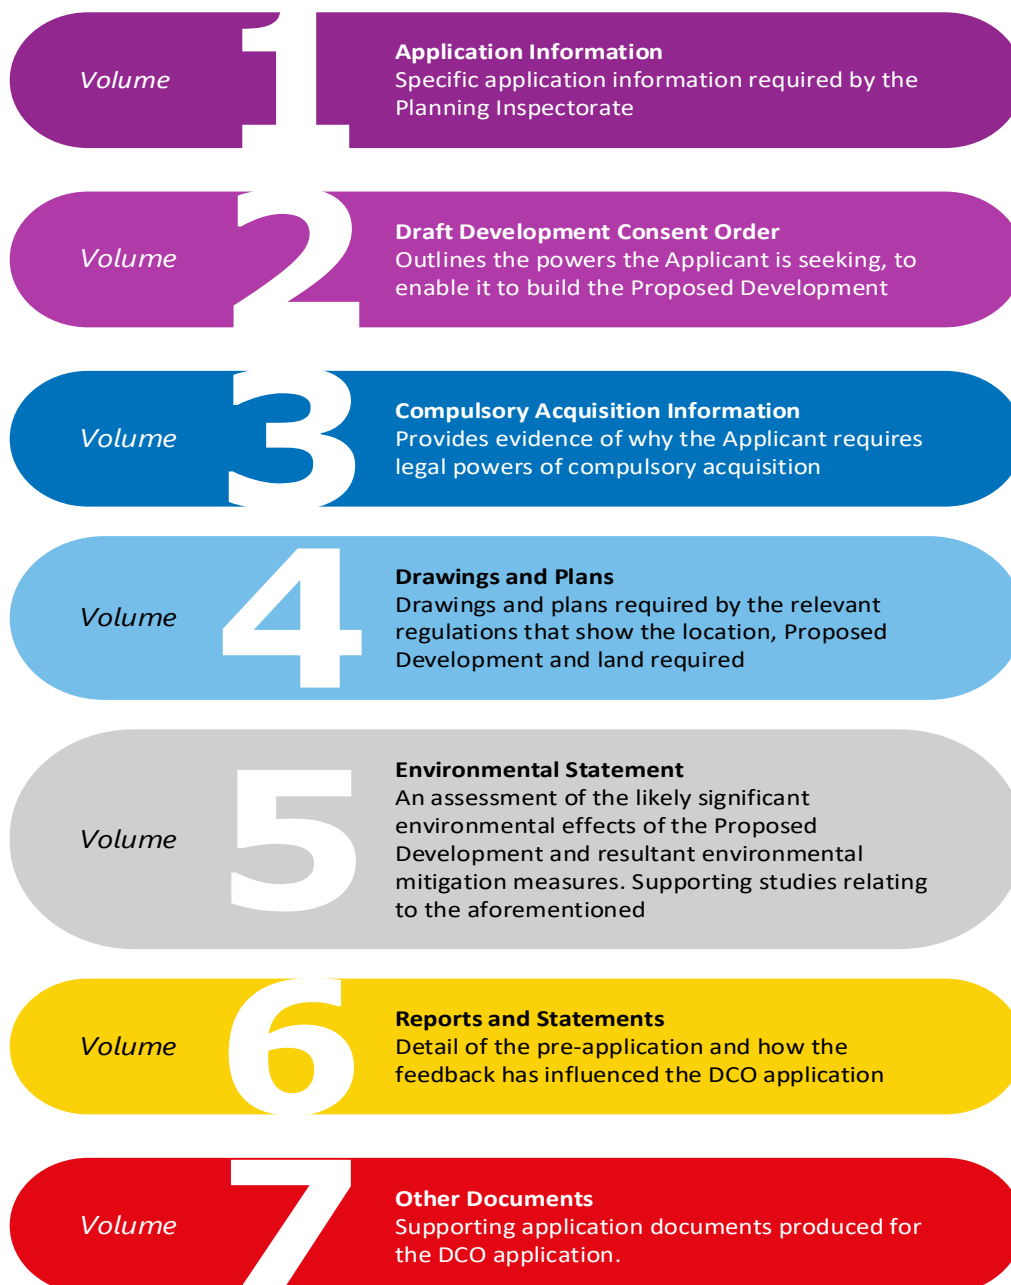 Volume 1
Application Information
Specific application information required by the
Planning Inspectorate
Volume 2
Draft Development Consent Order
Outlines the powers the Applicant is seeking, to
enable it to build the Proposed Development
Volume 3
Compulsory Acquisition Information
Provides evidence of why the Applicant requires
legal powers of compulsory acquisition
Volume 4
Drawings and Plans
Drawings and plans required by the relevant
regulations that show the location, Proposed
Development and land required
Volume 5
Environmental Statement
An assessment of the likely significant
environmental effects of the Proposed
Development and resultant environmental
mitigation measures. Supporting studies relating
to the aforementioned
Volume 6
Reports and Statements
Detail of the pre-application and how the
feedback has influenced the DCO application
Volume 7
Other Documents
Supporting application documents produced for
the DCO application.